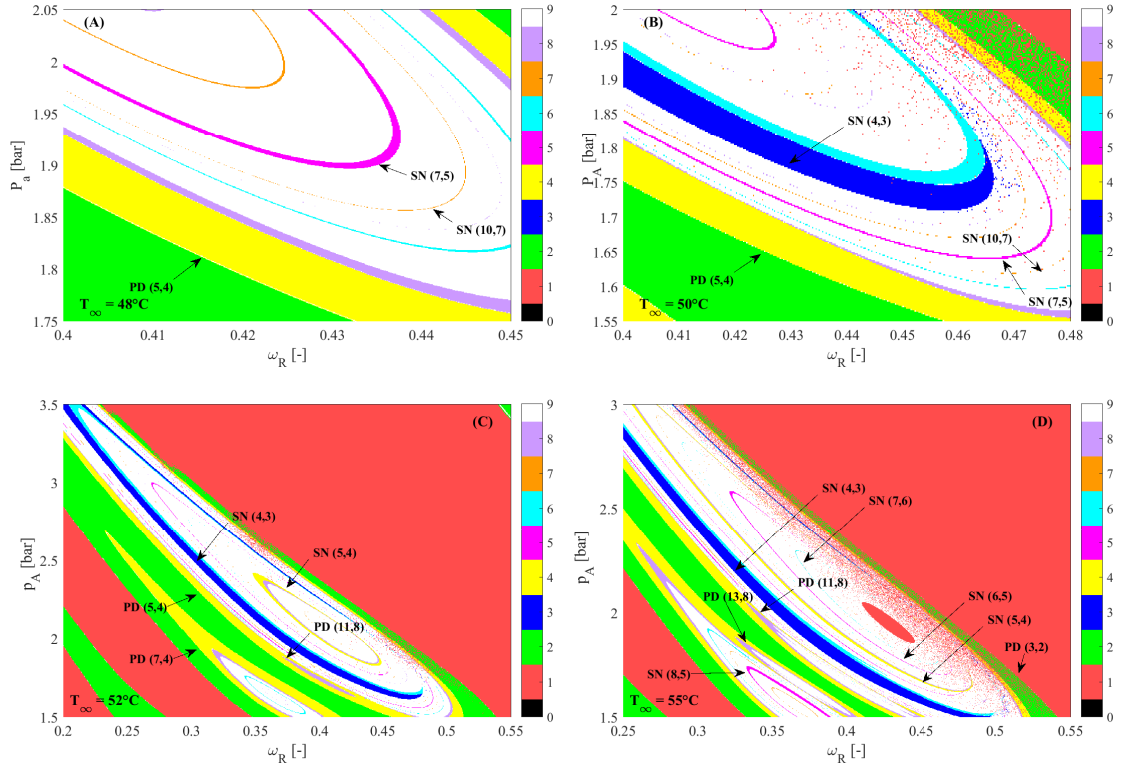 (A)
2.05
2
1.95
1.9
1.85
1.8
1.75
P_a [bar]
SN (7,5)
SN (10,7)
PD (5,4)
T_∞ = 48°C
0.4
0.41
0.42
0.43
0.44
0.45
ω_R [-]
9
8
7
6
5
4
3
2
1
0
(B)
2
1.95
1.9
1.85
1.8
1.75
1.7
1.65
1.6
1.55
P_A [bar]
SN (4,3)
SN (10,7)
PD (5,4)
SN (7,5)
T_∞ = 50°C
0.4
0.41
0.42
0.43
0.44
0.45
0.46
0.47
0.48
ω_R [-]
9
8
7
6
5
4
3
2
1
0
(C)
3.5
3
2.5
2
1.5
p_A [bar]
SN (4,3)
SN (5,4)
PD (5,4)
PD (11,8)
PD (7,4)
T_∞ = 52°C
0.2
0.25
0.3
0.35
0.4
0.45
0.5
0.55
ω_R [-]
9
8
7
6
5
4
3
2
1
0
(D)
3
2.5
2
1.5
p_A [bar]
SN (4,3)
SN (7,6)
PD (11,8)
PD (13,8)
SN (6,5)
SN (5,4)
PD (3,2)
SN (8,5)
T_∞ = 55°C
0.25
0.3
0.35
0.4
0.45
0.5
0.55
ω_R [-]
9
8
7
6
5
4
3
2
1
0